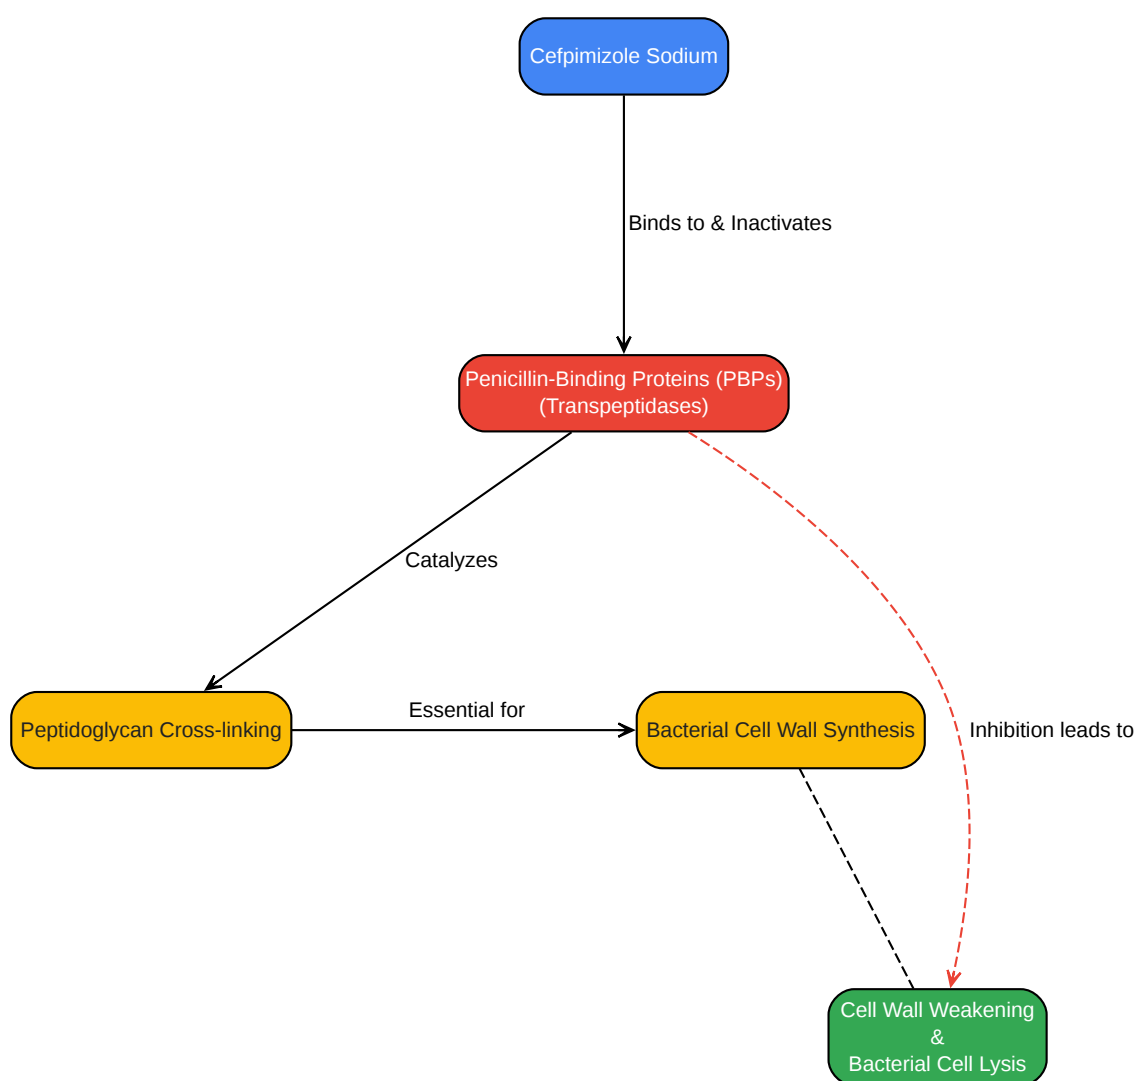 Cefpimizole Sodium
Binds to & Inactivates
Penicillin-Binding Proteins (PBPs)
(Transpeptidases)
Catalyzes
Essential for
Peptidoglycan Cross-linking
Bacterial Cell Wall Synthesis
Inhibition leads to
Cell Wall Weakening
&
Bacterial Cell Lysis